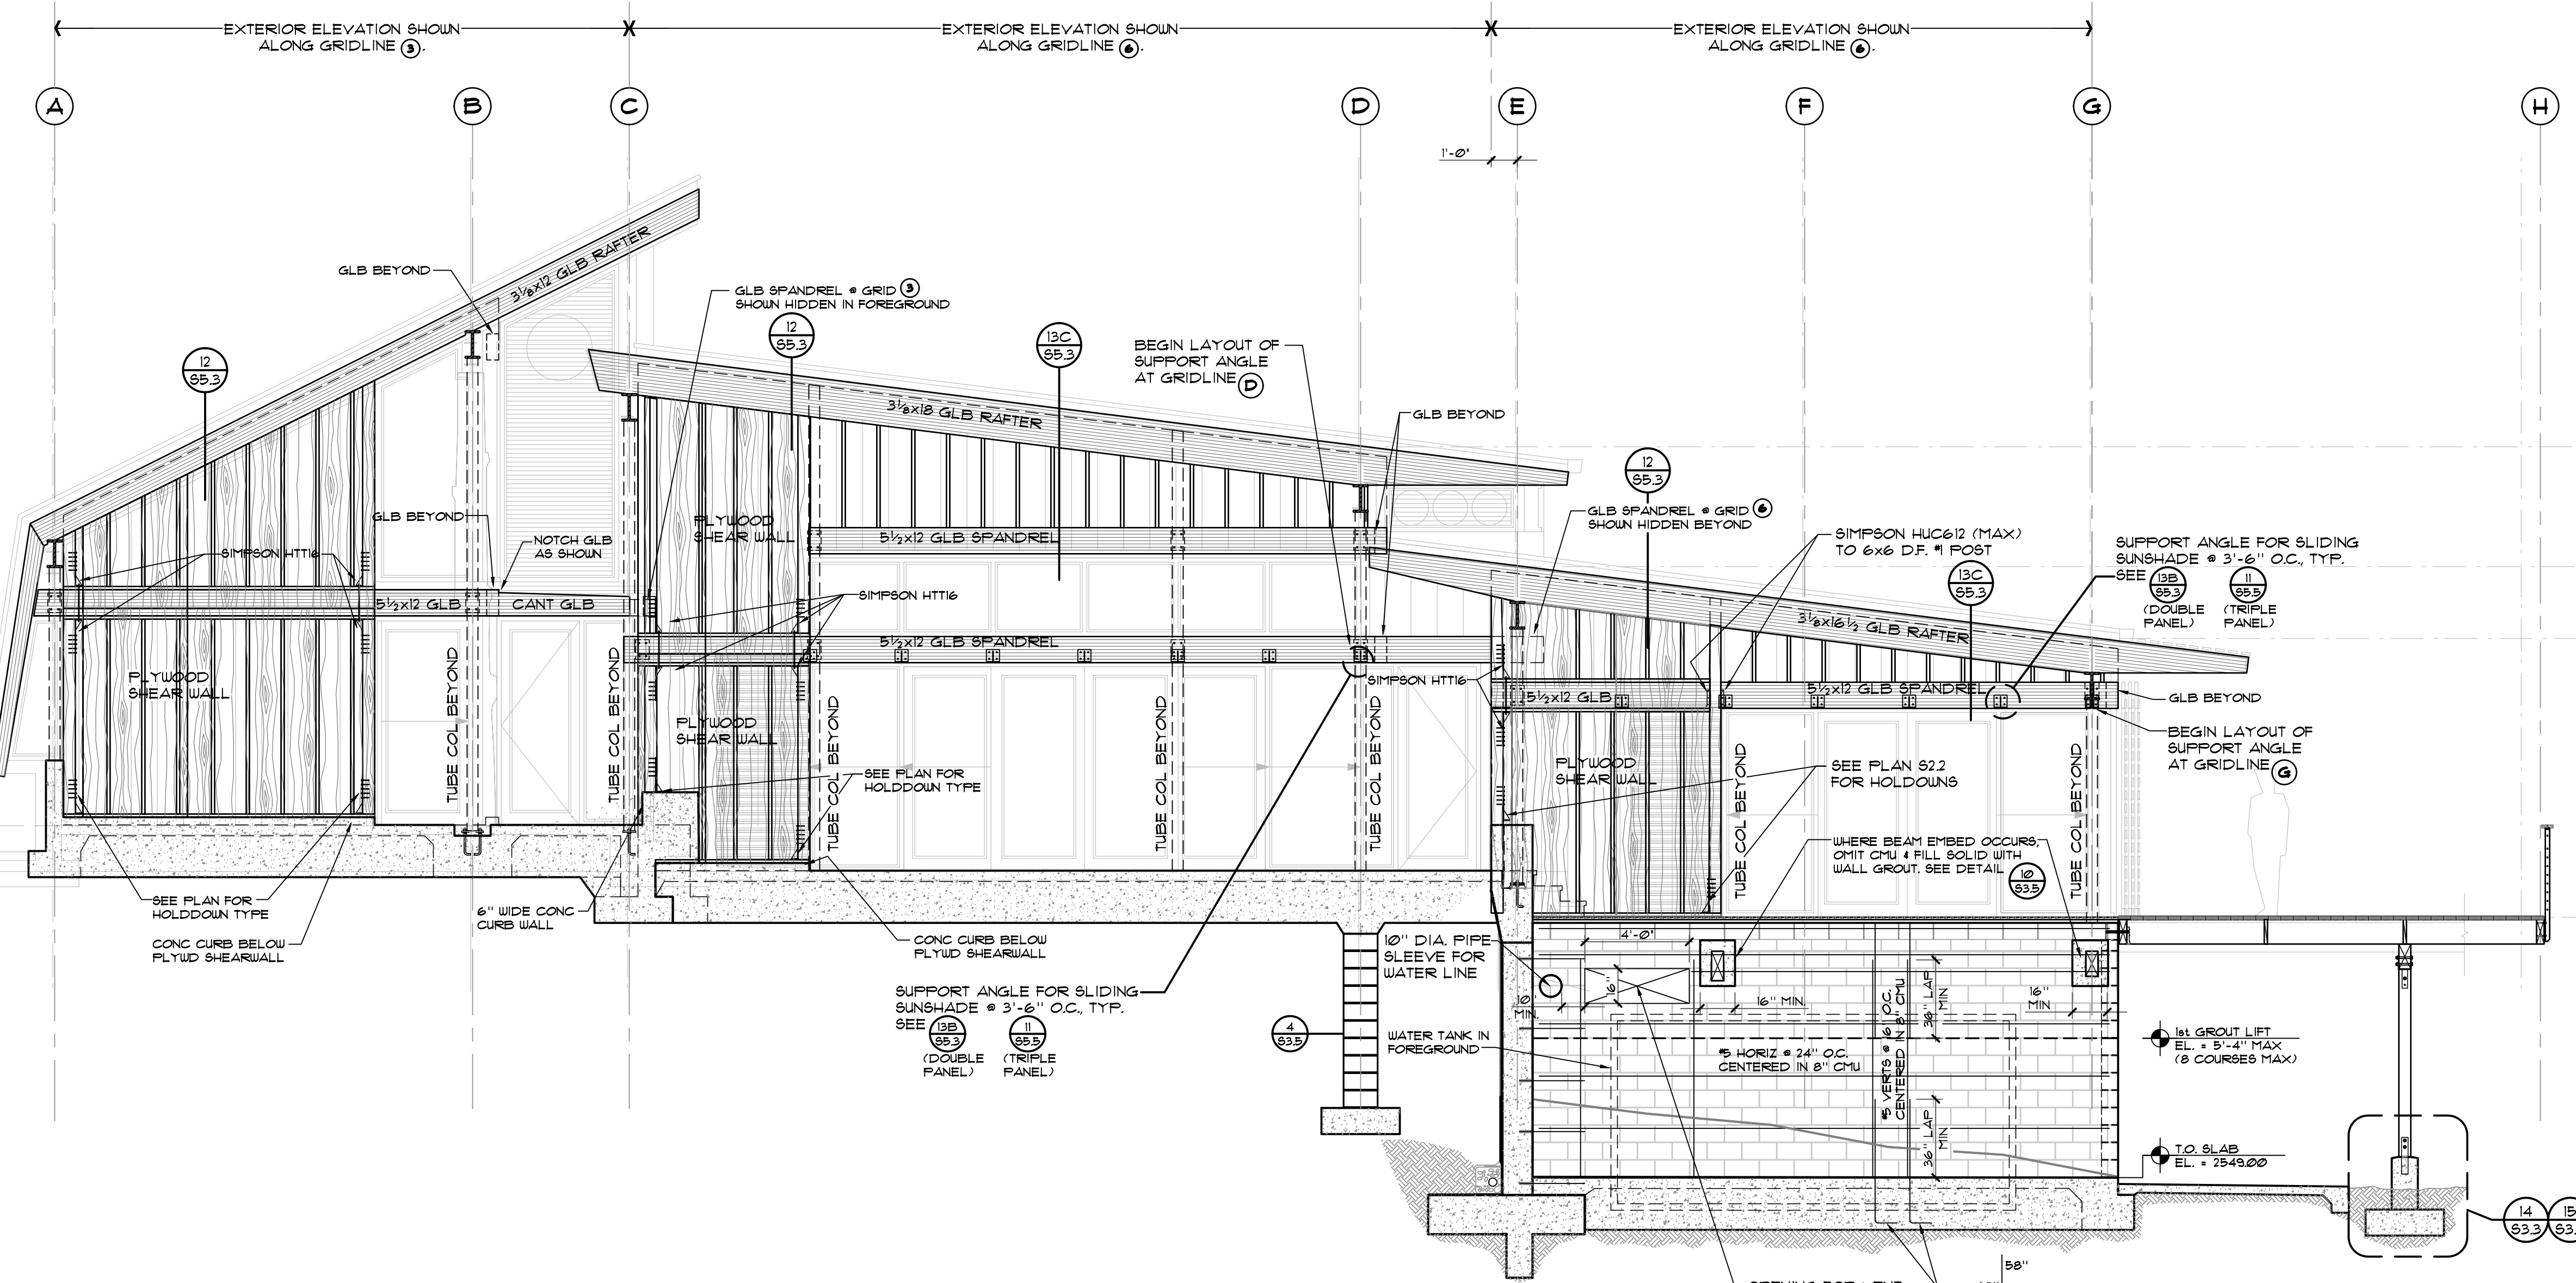 EXTERIOR ELEVATION SHOWN
ALONG GRIDLINE 3.
EXTERIOR ELEVATION SHOWN
ALONG GRIDLINE 6.
EXTERIOR ELEVATION SHOWN
ALONG GRIDLINE 6.
A
B
C
D
E
F
G
H
1'-0"
GLB BEYOND
3 1/8x12 GLB RAFTER
GLB SPANDREL @ GRID 3
SHOWN HIDDEN IN FOREGROUND
12
S5.3
12
S5.3
13C
S5.3
BEGIN LAYOUT OF
SUPPORT ANGLE
AT GRIDLINE D
3 1/8x18 GLB RAFTER
GLB BEYOND
12
S5.3
GLB BEYOND
NOTCH GLB
AS SHOWN
SIMPSON HTT16
PLYWOOD
SHEAR WALL
5 1/2x12 GLB SPANDREL
GLB SPANDREL @ GRID 6
SHOWN HIDDEN BEYOND
SIMPSON HUC612 (MAX)
TO 6x6 D.F. #1 POST
13C
S5.3
SUPPORT ANGLE FOR SLIDING
SUNSHADE @ 3'-6" O.C., TYP.
SEE 13B S5.3 11 S5.5
(DOUBLE PANEL) (TRIPLE PANEL)
5 1/2x12 GLB
CANT GLB
SIMPSON HTT16
5 1/2x12 GLB SPANDREL
3 1/8x16 1/2 GLB RAFTER
SIMPSON HTT16
5 1/2x12 GLB
5 1/2x12 GLB SPANDREL
GLB BEYOND
PLYWOOD
SHEAR WALL
TUBE COL BEYOND
TUBE COL BEYOND
PLYWOOD
SHEAR WALL
TUBE COL BEYOND
TUBE COL BEYOND
TUBE COL BEYOND
PLYWOOD
SHEAR WALL
TUBE COL BEYOND
TUBE COL BEYOND
BEGIN LAYOUT OF
SUPPORT ANGLE
AT GRIDLINE G
SEE PLAN FOR
HOLDDOWN TYPE
SEE PLAN S2.2
FOR HOLDOWNS
WHERE BEAM EMBED OCCURS,
OMIT CMU & FILL SOLID WITH
WALL GROUT. SEE DETAIL 10 S3.5
SEE PLAN FOR
HOLDDOWN TYPE
6" WIDE CONC
CURB WALL
CONC CURB BELOW
PLYWD SHEARWALL
CONC CURB BELOW
PLYWD SHEARWALL
10" DIA. PIPE
SLEEVE FOR
WATER LINE
4'-0"
16"
10"
MIN.
16" MIN.
16"
MIN
SUPPORT ANGLE FOR SLIDING
SUNSHADE @ 3'-6" O.C., TYP.
SEE 13B S5.3 11 S5.5
(DOUBLE PANEL) (TRIPLE PANEL)
4
S3.5
WATER TANK IN
FOREGROUND
#5 HORIZ @ 24" O.C.
CENTERED IN 8" CMU
#5 VERTS @ 16" O.C.
CENTERED IN 8" CMU
36" LAP
MIN
36" LAP
MIN
1st GROUT LIFT
EL. = 5'-4" MAX
(8 COURSES MAX)
T.O. SLAB
EL. = 2549.00
14
S3.3
15
58"